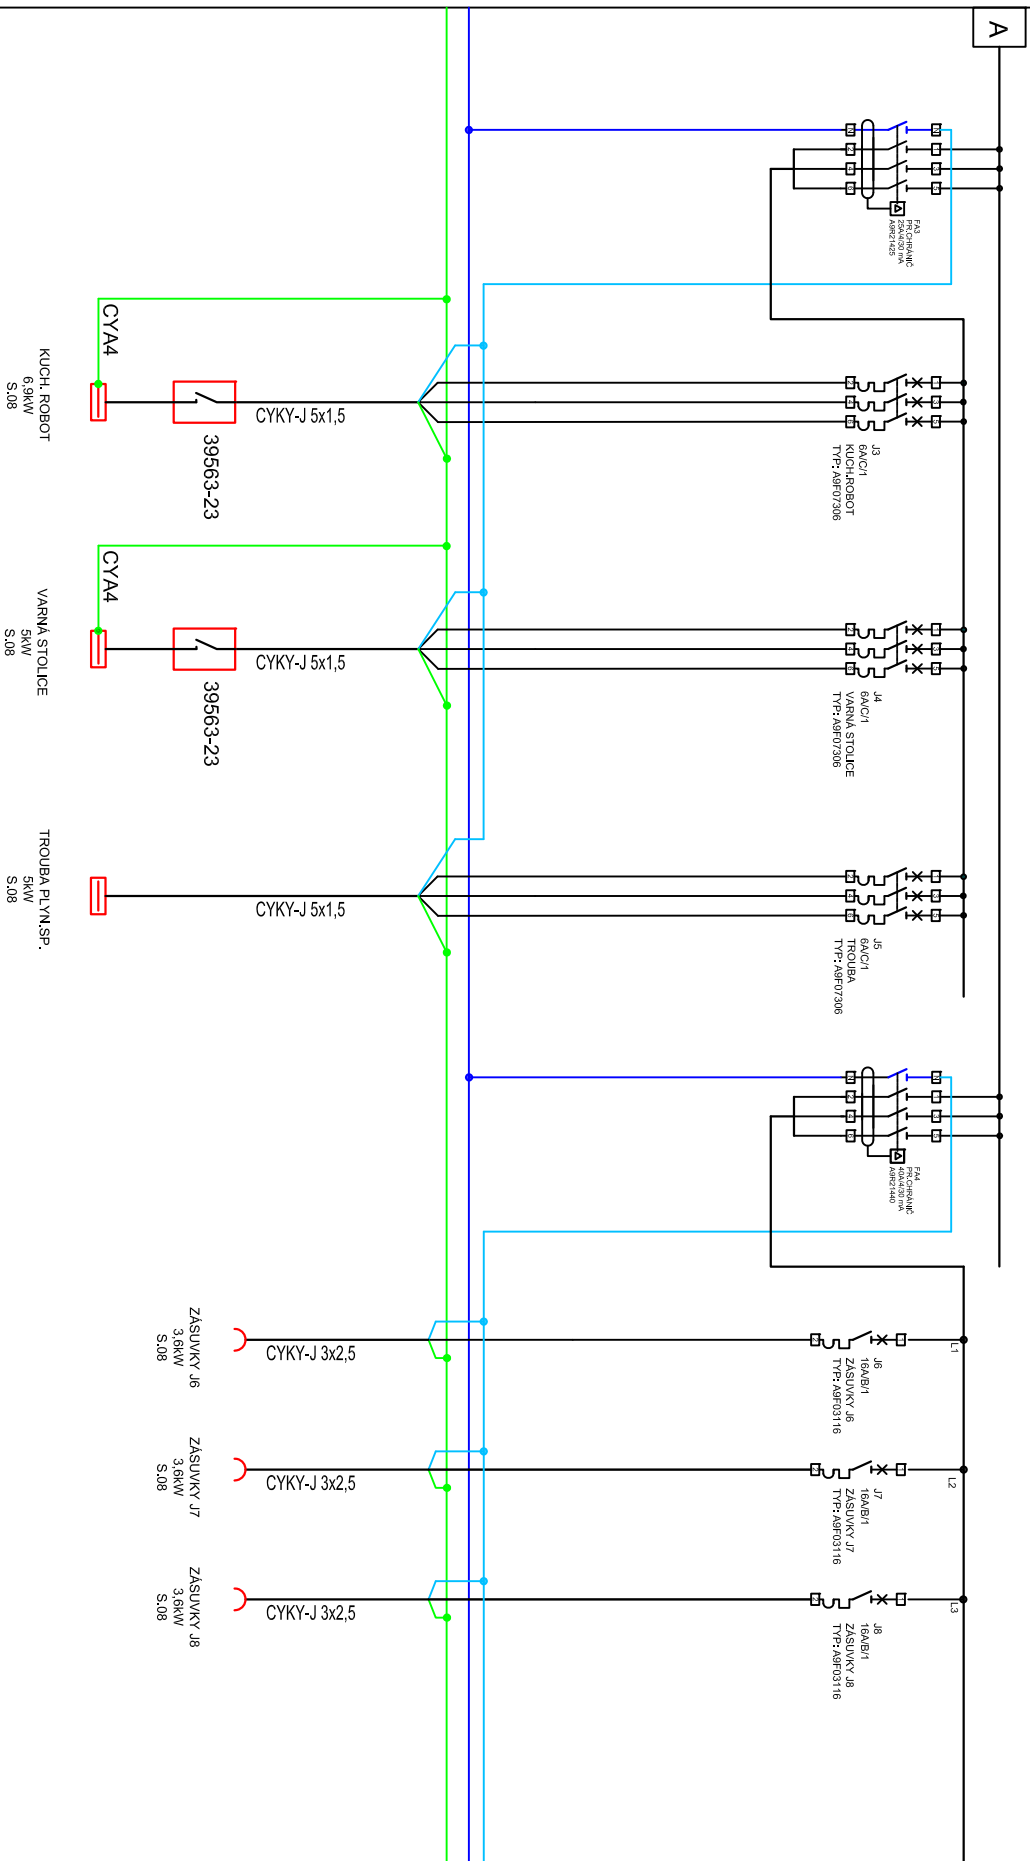 A
FA3
PR.CHRÁNIČ
25A/4/30 mA
A9R21425
J3
6A/C/1
KUCH.ROBOT
TYP: A9F07306
CYKY-J 5x1,5
CYA4
39563-23
KUCH. ROBOT
6,9kW
S.08
J4
6A/C/1
VARNÁ STOLICE
TYP: A9F07306
CYKY-J 5x1,5
CYA4
39563-23
VARNÁ STOLICE
5kW
S.08
J5
6A/C/1
TROUBA
TYP: A9F07306
CYKY-J 5x1,5
TROUBA PLYN.SP.
5kW
S.08
FA4
PR.CHRÁNIČ
40A/4/30 mA
A9R21440
L1
J6
16A/B/1
ZÁSUVKY J6
TYP: A9F03116
CYKY-J 3x2,5
ZÁSUVKY J6
3,6kW
S.08
L2
J7
16A/B/1
ZÁSUVKY J7
TYP: A9F03116
CYKY-J 3x2,5
ZÁSUVKY J7
3,6kW
S.08
L3
J8
16A/B/1
ZÁSUVKY J8
TYP: A9F03116
CYKY-J 3x2,5
ZÁSUVKY J8
3,6kW
S.08